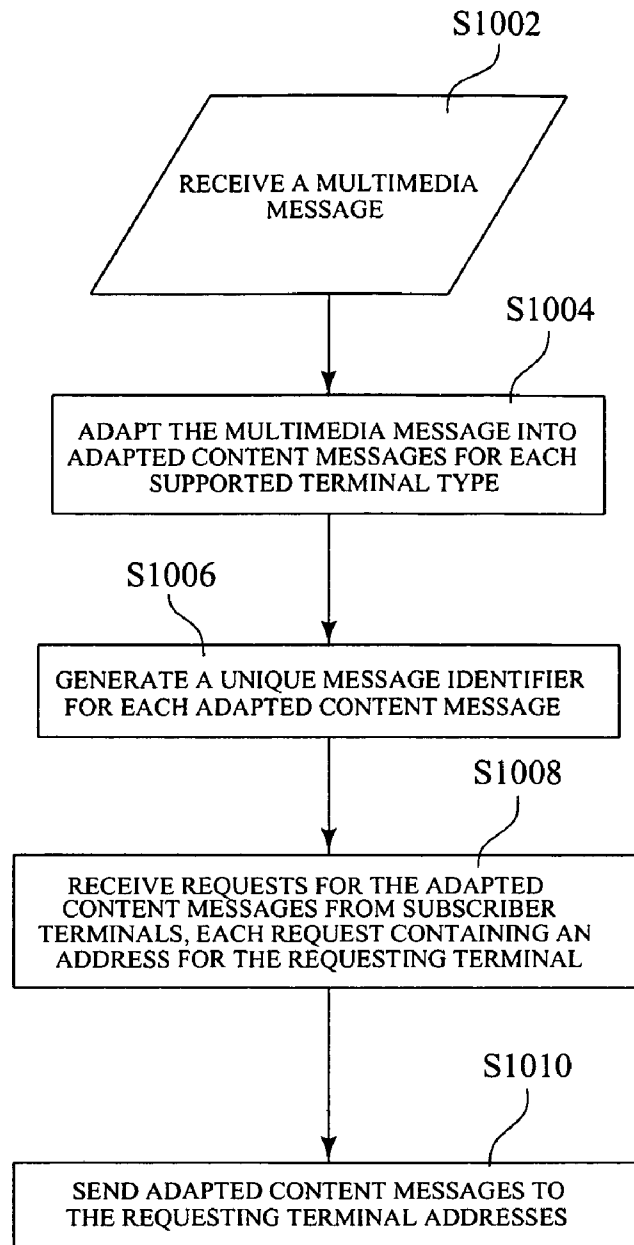 S1002
RECEIVE A MULTIMEDIA
MESSAGE
S1004
ADAPT THE MULTIMEDIA MESSAGE INTO
ADAPTED CONTENT MESSAGES FOR EACH
SUPPORTED TERMINAL TYPE
S1006
GENERATE A UNIQUE MESSAGE IDENTIFIER
FOR EACH ADAPTED CONTENT MESSAGE
S1008
RECEIVE REQUESTS FOR THE ADAPTED
CONTENT MESSAGES FROM SUBSCRIBER
TERMINALS, EACH REQUEST CONTAINING AN
ADDRESS FOR THE REQUESTING TERMINAL
S1010
SEND ADAPTED CONTENT MESSAGES TO
THE REQUESTING TERMINAL ADDRESSES